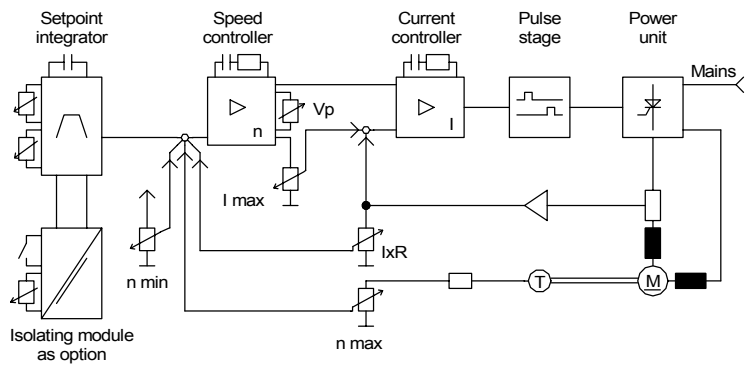 Setpoint
integrator
Speed
controller
Current
controller
Pulse
stage
Power
unit
Mains
Vp
n
I
I max
n min
IxR
T
M
n max
Isolating module
as option